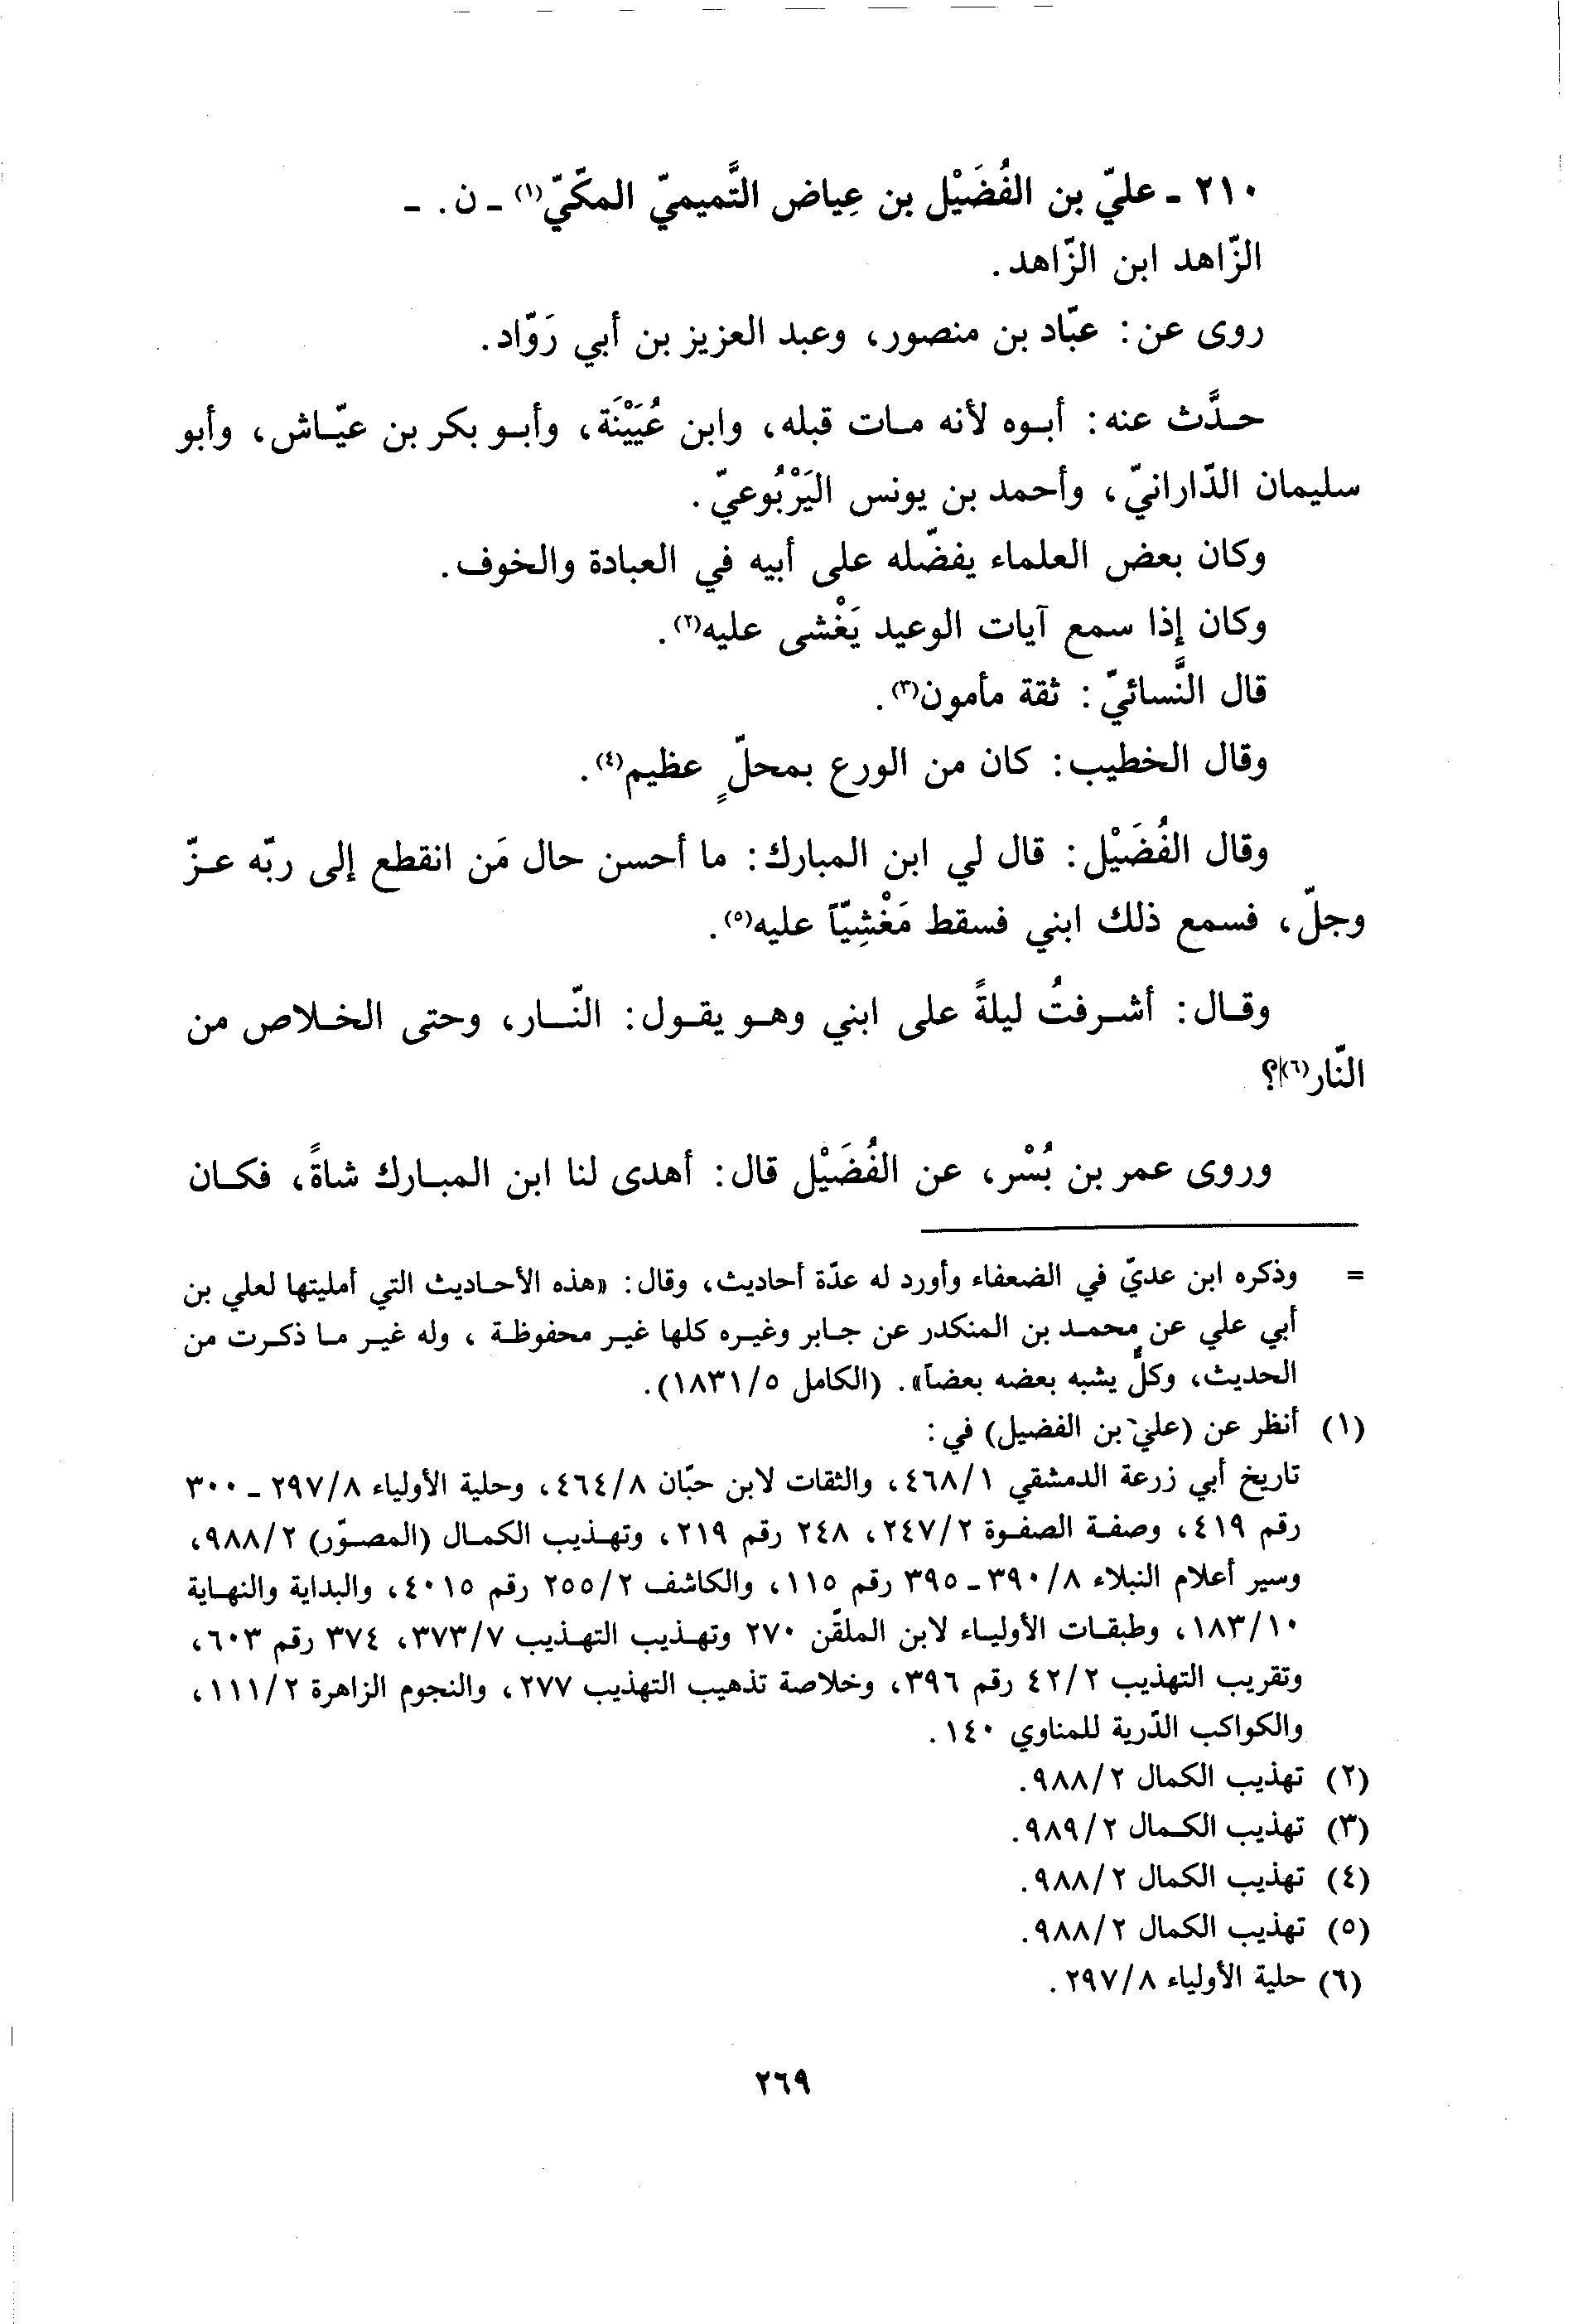 ٢١٠ ـ عليّ بن الفُضَيْل بن عِياض التَّميميّ المكّيّ(١) ـ ن. ـ
الزّاهد ابن الزّاهد.
روى عن: عبّاد بن منصور، وعبد العزيز بن أبي رَوّاد.
حدَّث عنه: أبوه لأنه مات قبله، وابن عُيَيْنَة، وأبو بكر بن عيّاش، وأبو
سليمان الدّارانيّ، وأحمد بن يونس اليَرْبُوعيّ.
وكان بعض العلماء يفضّله على أبيه في العبادة والخوف.
وكان إذا سمع آيات الوعيد يَغْشى عليه(٢).
قال النَّسائيّ: ثقة مأمون(٣).
وقال الخطيب: كان من الورع بمحلٍّ عظيم(٤).
وقال الفُضَيْل: قال لي ابن المبارك: ما أحسن حال مَن انقطع إلى ربّه عزّ
وجلّ، فسمع ذلك ابني فسقط مَغْشِيّاً عليه(٥).
وقال: أشرفتُ ليلةً على ابني وهو يقول: النّار، وحتى الخلاص من
النّار(٦)؟
وروى عمر بن بُسْر، عن الفُضَيْل قال: أهدى لنا ابن المبارك شاةً، فكان
= وذكره ابن عديّ في الضعفاء وأورد له عدّة أحاديث، وقال: «هذه الأحاديث التي أمليتها لعلي بن
أبي علي عن محمد بن المنكدر عن جابر وغيره كلها غير محفوظة، وله غير ما ذكرت من
الحديث، وكلٌّ يشبه بعضه بعضاً». (الكامل ٥/١٨٣١).
(١) أنظر عن (عليّ بن الفضيل) في:
تاريخ أبي زرعة الدمشقي ١/٤٦٨، والثقات لابن حبّان ٨/٤٦٤، وحلية الأولياء ٨/٢٩٧ ـ ٣٠٠
رقم ٤١٩، وصفة الصفوة ٢/٢٤٧، ٢٤٨ رقم ٢١٩، وتهذيب الكمال (المصوّر) ٢/٩٨٨،
وسير أعلام النبلاء ٨/٣٩٠ ـ ٣٩٥ رقم ١١٥، والكاشف ٢/٢٥٥ رقم ٤٠١٥، والبداية والنهاية
١٠/١٨٣، وطبقات الأولياء لابن الملقّن ٢٧٠ وتهذيب التهذيب ٧/٣٧٣، ٣٧٤ رقم ٦٠٣،
وتقريب التهذيب ٢/٤٢ رقم ٣٩٦، وخلاصة تذهيب التهذيب ٢٧٧، والنجوم الزاهرة ٢/١١١،
والكواكب الدّرية للمناوي ١٤٠.
(٢) تهذيب الكمال ٢/٩٨٨.
(٣) تهذيب الكمال ٢/٩٨٩.
(٤) تهذيب الكمال ٢/٩٨٨.
(٥) تهذيب الكمال ٢/٩٨٨.
(٦) حلية الأولياء ٨/٢٩٧.
٢٦٩